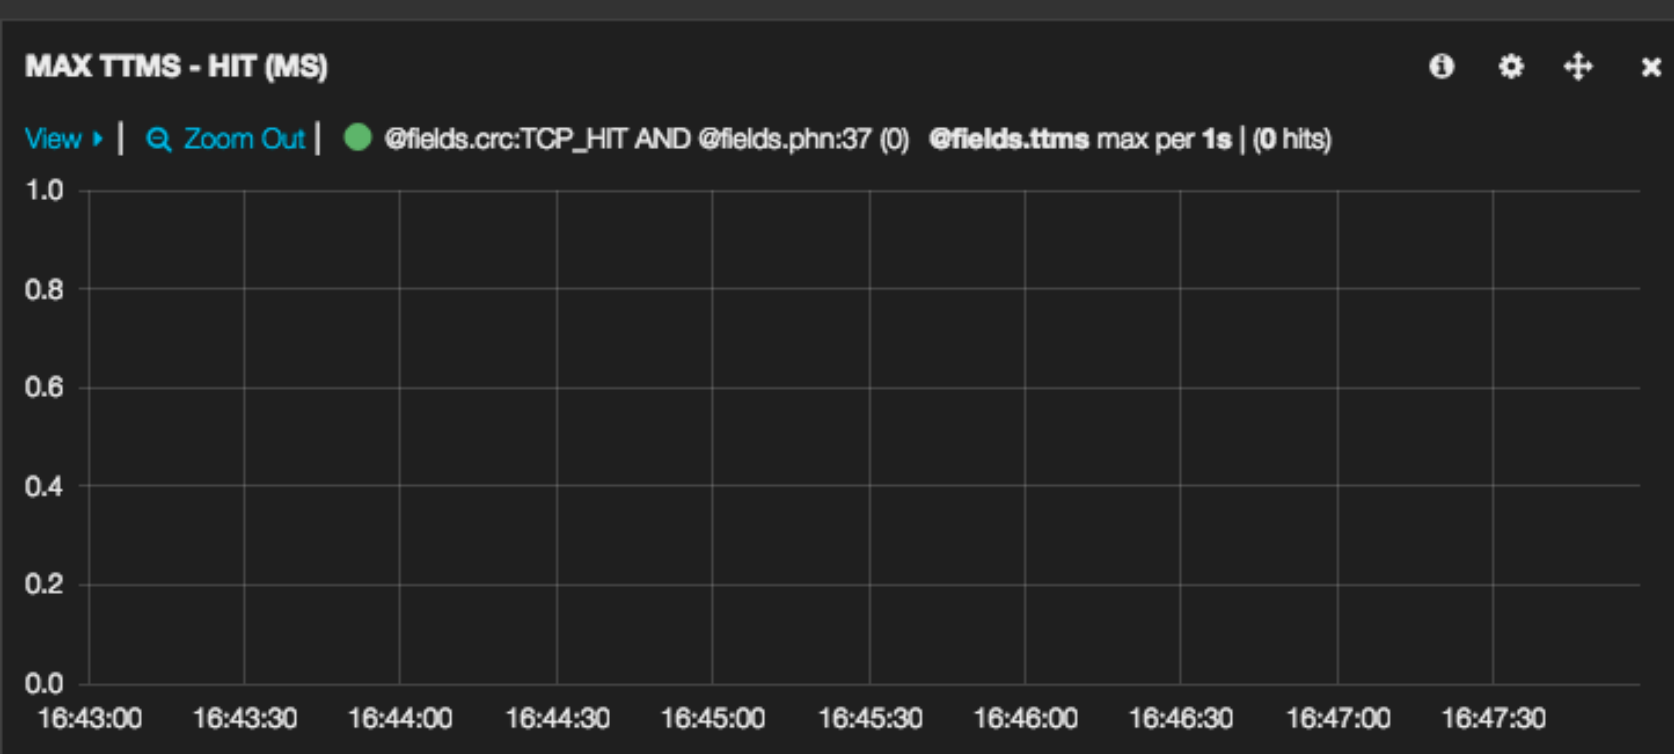 MAX TTMS - HIT (MS)
View | Zoom Out | @fields.crc:TCP_HIT AND @fields.phn:37 (0) @fields.ttms max per 1s | (0 hits)
1.0
0.8
0.6
0.4
0.2
0.0
16:43:00 16:43:30 16:44:00 16:44:30 16:45:00 16:45:30 16:46:00 16:46:30 16:47:00 16:47:30